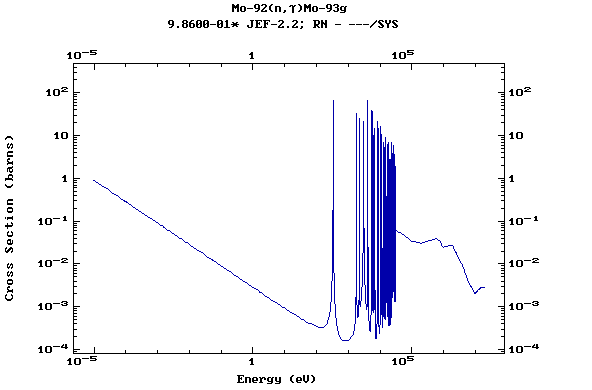 Mo-92(n,γ)Mo-93g
9.8600-01* JEF-2.2; RN - ---/SYS
10⁻⁵ 1 10⁵
10² 10²
10 10
1 1
10⁻¹ 10⁻¹
10⁻² 10⁻²
10⁻³ 10⁻³
10⁻⁴ 10⁻⁴
10⁻⁵ 1 10⁵
Cross Section (barns)
Energy (eV)